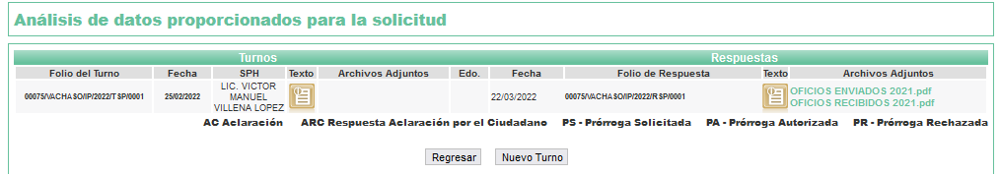 Análisis de datos proporcionados para la solicitud
Turnos Respuestas
Folio del Turno Fecha SPH Texto Archivos Adjuntos Edo. Fecha Folio de Respuesta Texto Archivos Adjuntos
00075/VACHASO/IP/2022/TSP/0001 25/02/2022 LIC. VICTOR MANUEL VILLENA LOPEZ 22/03/2022 00075/VACHASO/IP/2022/RSP/0001 OFICIOS ENVIADOS 2021.pdf
OFICIOS RECIBIDOS 2021.pdf
AC Aclaración ARC Respuesta Aclaración por el Ciudadano PS - Prórroga Solicitada PA - Prórroga Autorizada PR - Prórroga Rechazada
Regresar Nuevo Turno